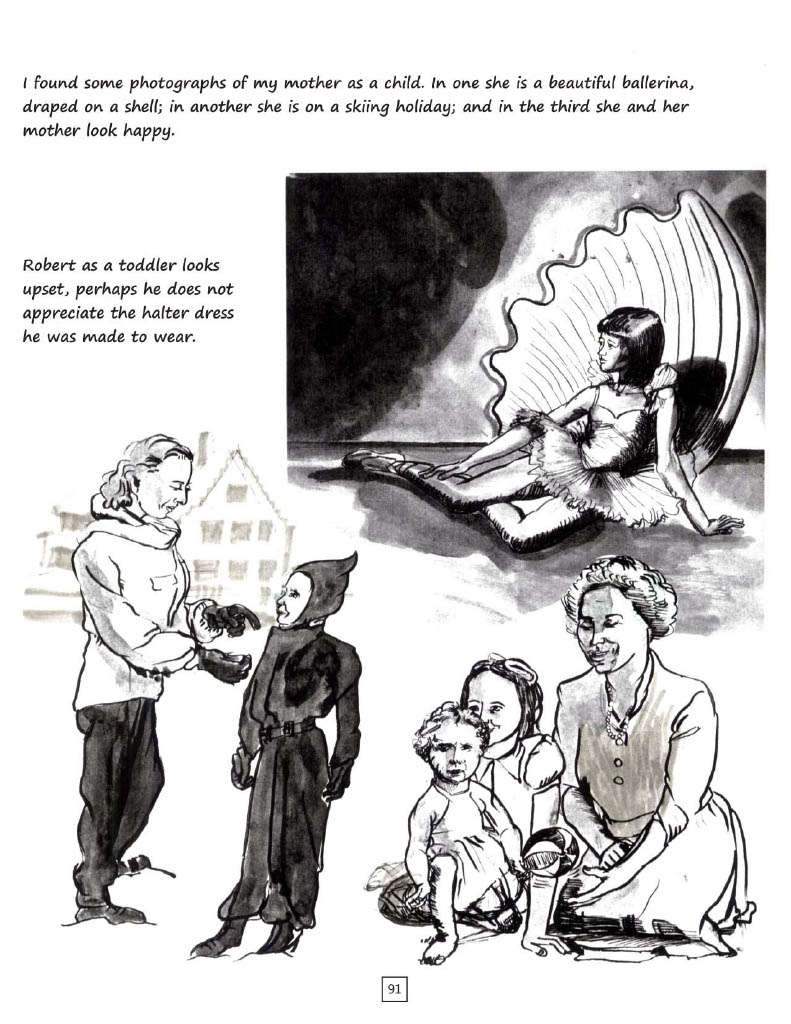 I found some photographs of my mother as a child. In one she is a beautiful ballerina,
draped on a shell; in another she is on a skiing holiday; and in the third she and her
mother look happy.
Robert as a toddler looks
upset, perhaps he does not
appreciate the halter dress
he was made to wear.
91